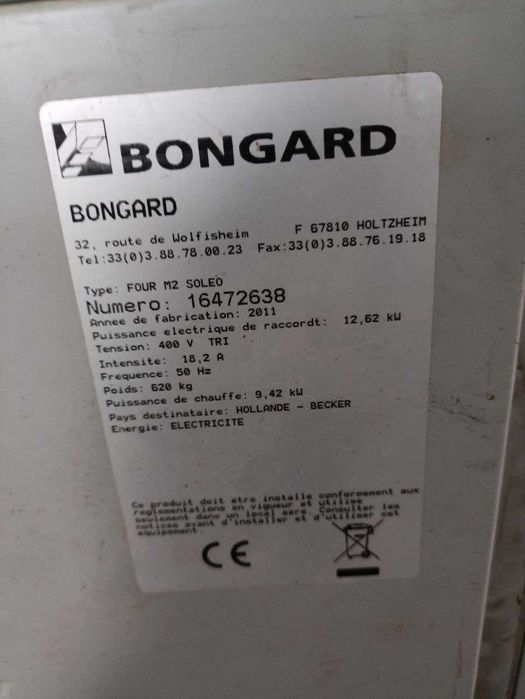 BONGARD
BONGARD
32, route de Wolfisheim F 67810 HOLTZHEIM
Tel:33(0)3.88.78.00.23 Fax:33(0)3.88.76.19.18
Type: FOUR M2 SOLEO
Numero: 16472638
Annee de fabrication: 2011
Puissance electrique de raccordt: 12,62 kW
Tension: 400 V TRI
Intensite: 18,2 A
Frequence: 50 Hz
Poids: 620 kg
Puissance de chauffe: 9,42 kW
Pays destinataire: HOLLANDE - BECKER
Energie: ELECTRICITE
Ce produit doit etre installe conformement aux
reglementations en vigueur et utilise
seulement dans un local aere. Consulter les
notices avant d'installer et d'utiliser cet
equipement.
CE